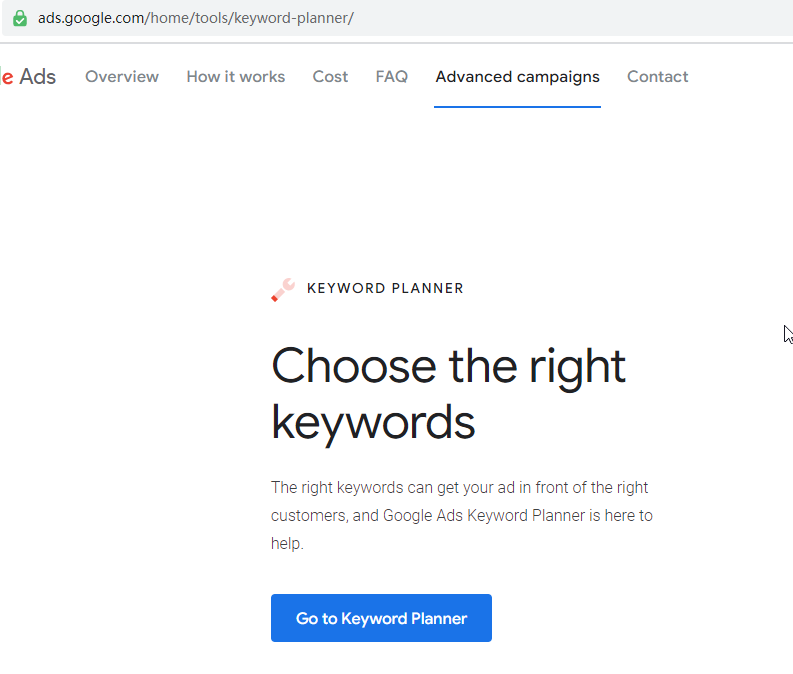 ads.google.com/home/tools/keyword-planner/
e Ads
Overview
How it works
Cost
FAQ
Advanced campaigns
Contact
KEYWORD PLANNER
Choose the right
keywords
The right keywords can get your ad in front of the right
customers, and Google Ads Keyword Planner is here to
help.
Go to Keyword Planner